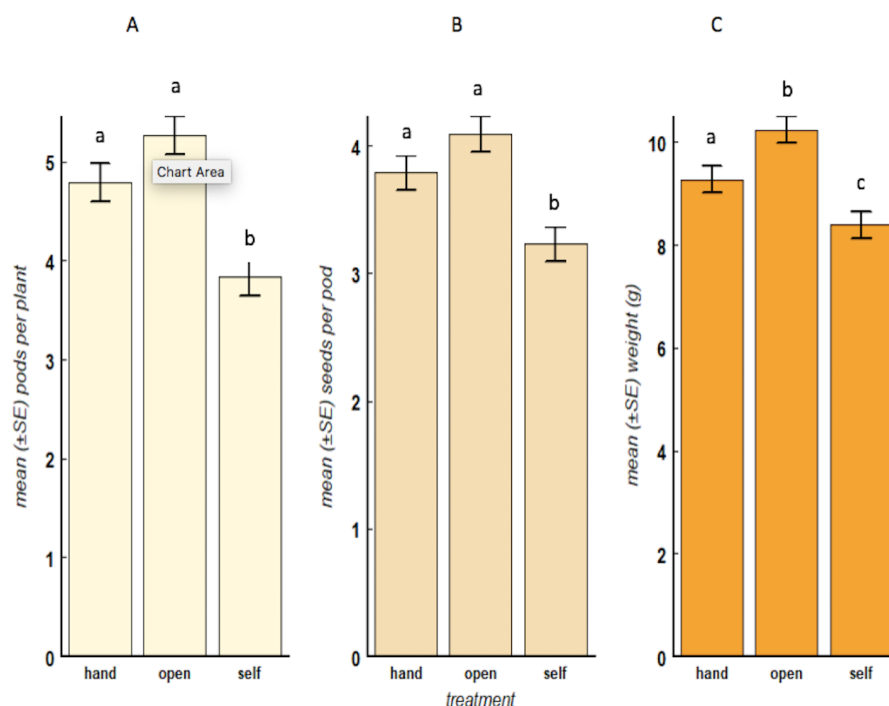 A
B
C
mean (±SE) pods per plant
5
4
3
2
1
0
a
a
b
Chart Area
hand
open
self
mean (±SE) seeds per pod
4
3
2
1
0
a
a
b
hand
open
self
treatment
mean (±SE) weight (g)
10
8
6
4
2
0
a
b
c
hand
open
self